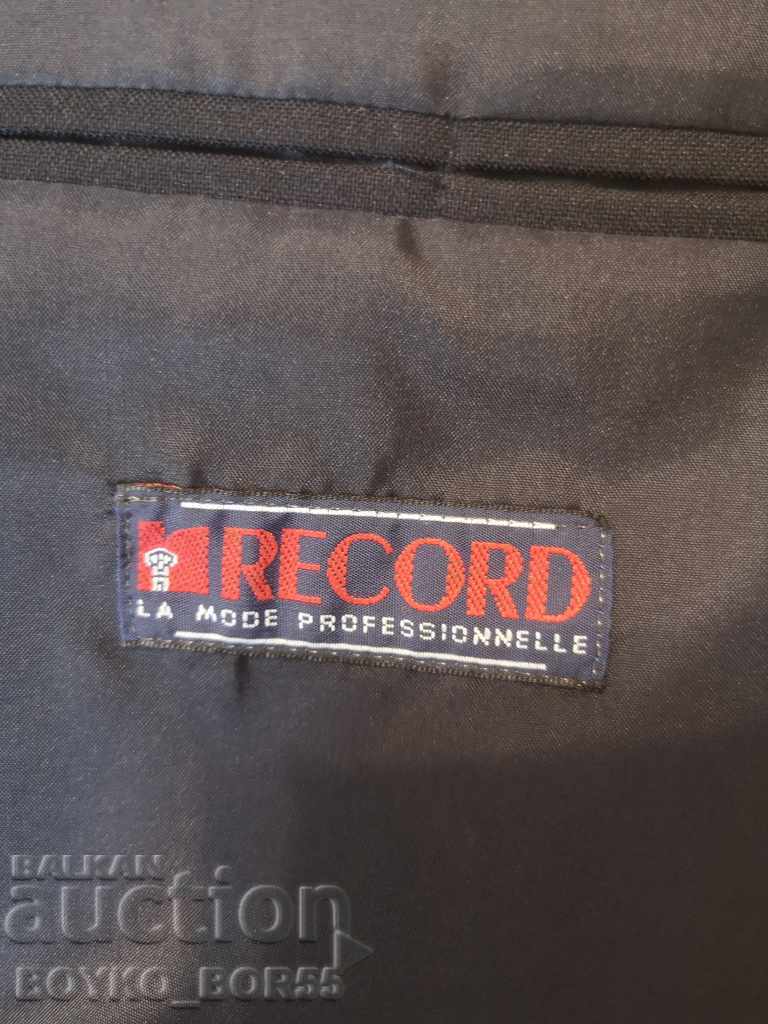 RECORD
LA MODE PROFESSIONNELLE
BALKAN
auction
BOYKO_BOR55